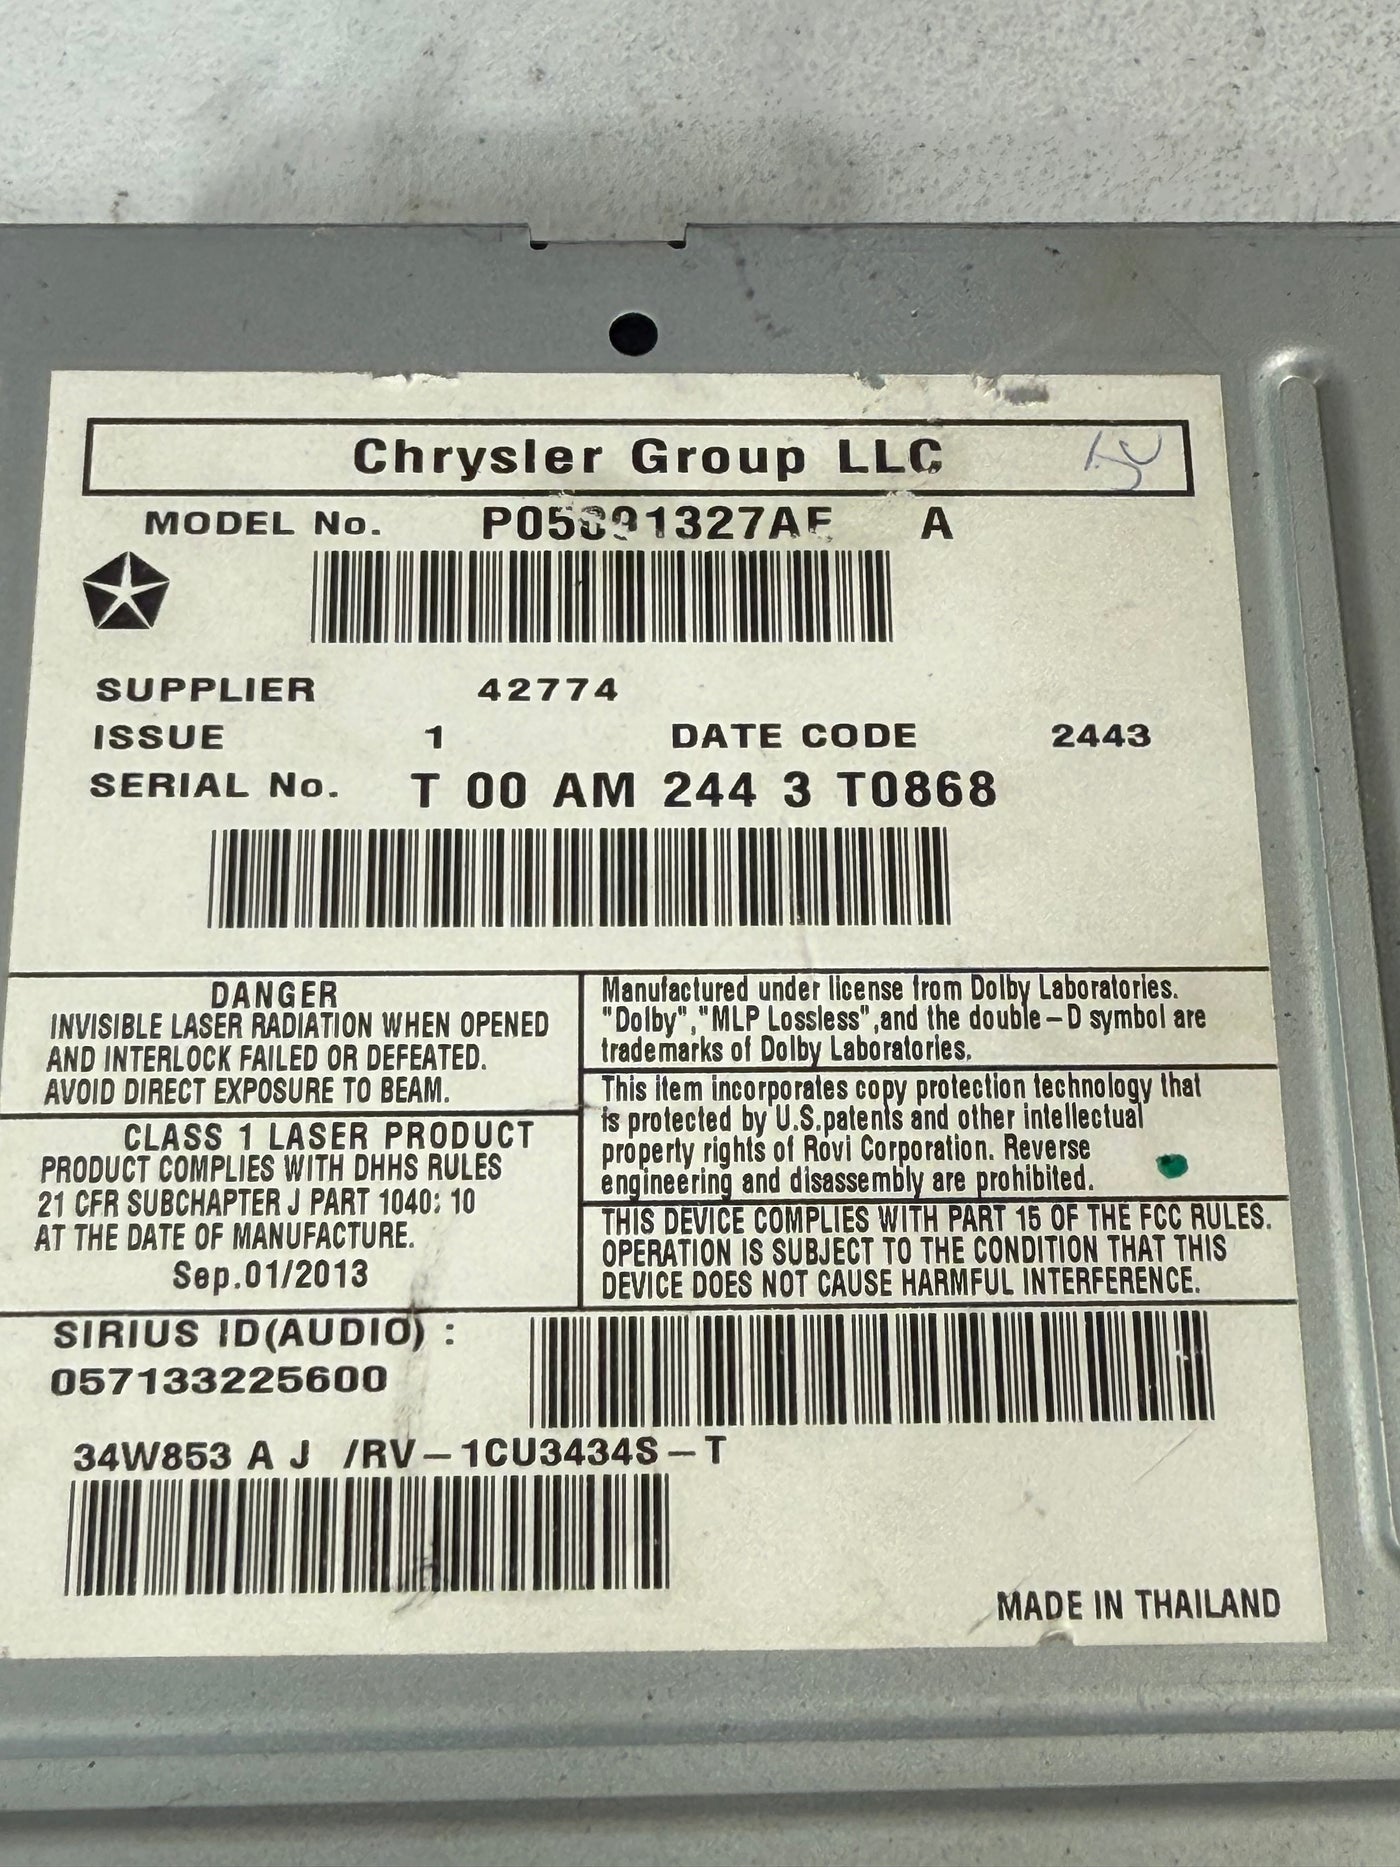 Chrysler Group LLC
MODEL No. A
SUPPLIER 42774
ISSUE 1 DATE CODE 2443
SERIAL No. T 00 AM 244 3 T0868
DANGER
INVISIBLE LASER RADIATION WHEN OPENED
AND INTERLOCK FAILED OR DEFEATED.
AVOID DIRECT EXPOSURE TO BEAM.
CLASS 1 LASER PRODUCT
PRODUCT COMPLIES WITH DHHS RULES
21 CFR SUBCHAPTER J PART 1040; 10
AT THE DATE OF MANUFACTURE.
Sep.01/2013
Manufactured under license from Dolby Laboratories.
"Dolby","MLP Lossless",and the double-D symbol are
trademarks of Dolby Laboratories.
This item incorporates copy protection technology that
is protected by U.S.patents and other intellectual
property rights of Rovi Corporation. Reverse
engineering and disassembly are prohibited.
THIS DEVICE COMPLIES WITH PART 15 OF THE FCC RULES.
OPERATION IS SUBJECT TO THE CONDITION THAT THIS
DEVICE DOES NOT CAUSE HARMFUL INTERFERENCE.
SIRIUS ID(AUDIO) :
057133225600
34W853 A J /RV-1CU3434S-T
MADE IN THAILAND